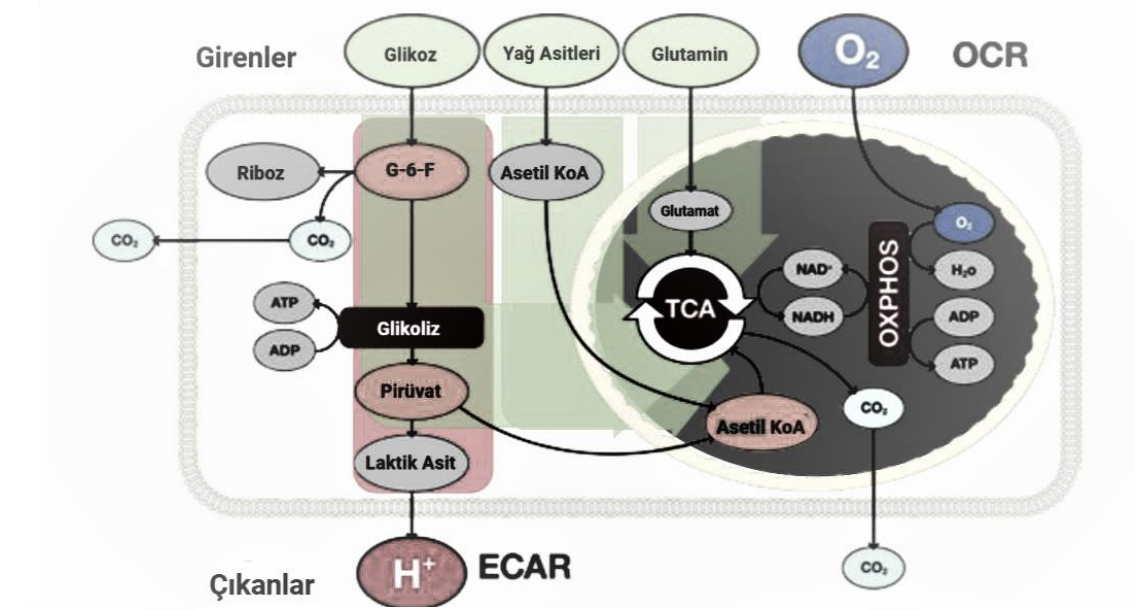 Girenler
Glikoz
Yağ Asitleri
Glutamin
O₂
OCR
Riboz
G-6-F
Asetil KoA
Glutamat
CO₂
CO₂
O₂
H₂o
NAD⁺
NADH
TCA
OXPHOS
ADP
ATP
ATP
ADP
Glikoliz
Pirüvat
Laktik Asit
Asetil KoA
CO₂
CO₂
H⁺
ECAR
Çıkanlar